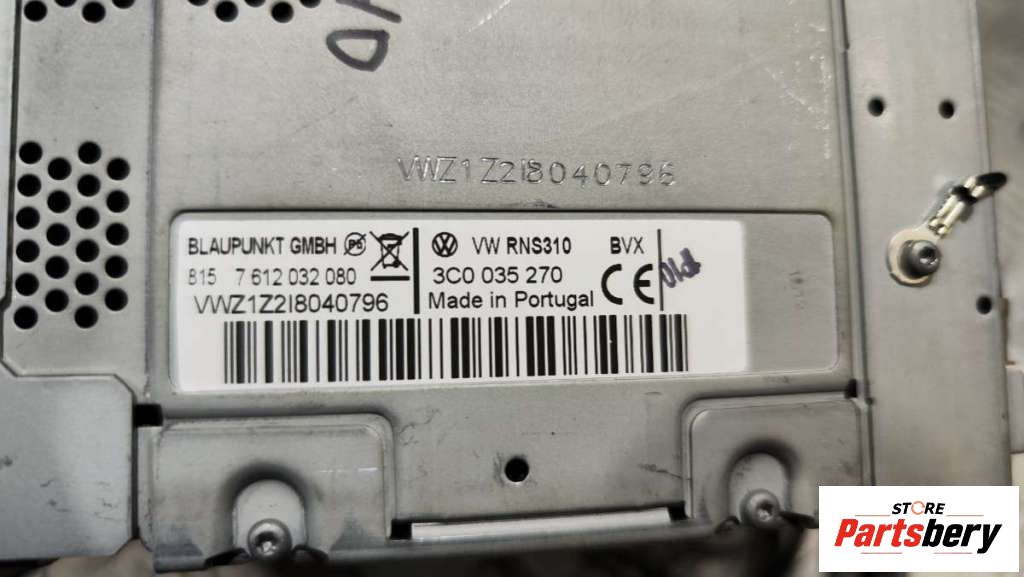 VWZ1Z2I8040796
BLAUPUNKT GMBH
815 7 612 032 080
VWZ1Z2I8040796
VW RNS310 BVX
3C0 035 270
Made in Portugal CE
STORE
Partsbery